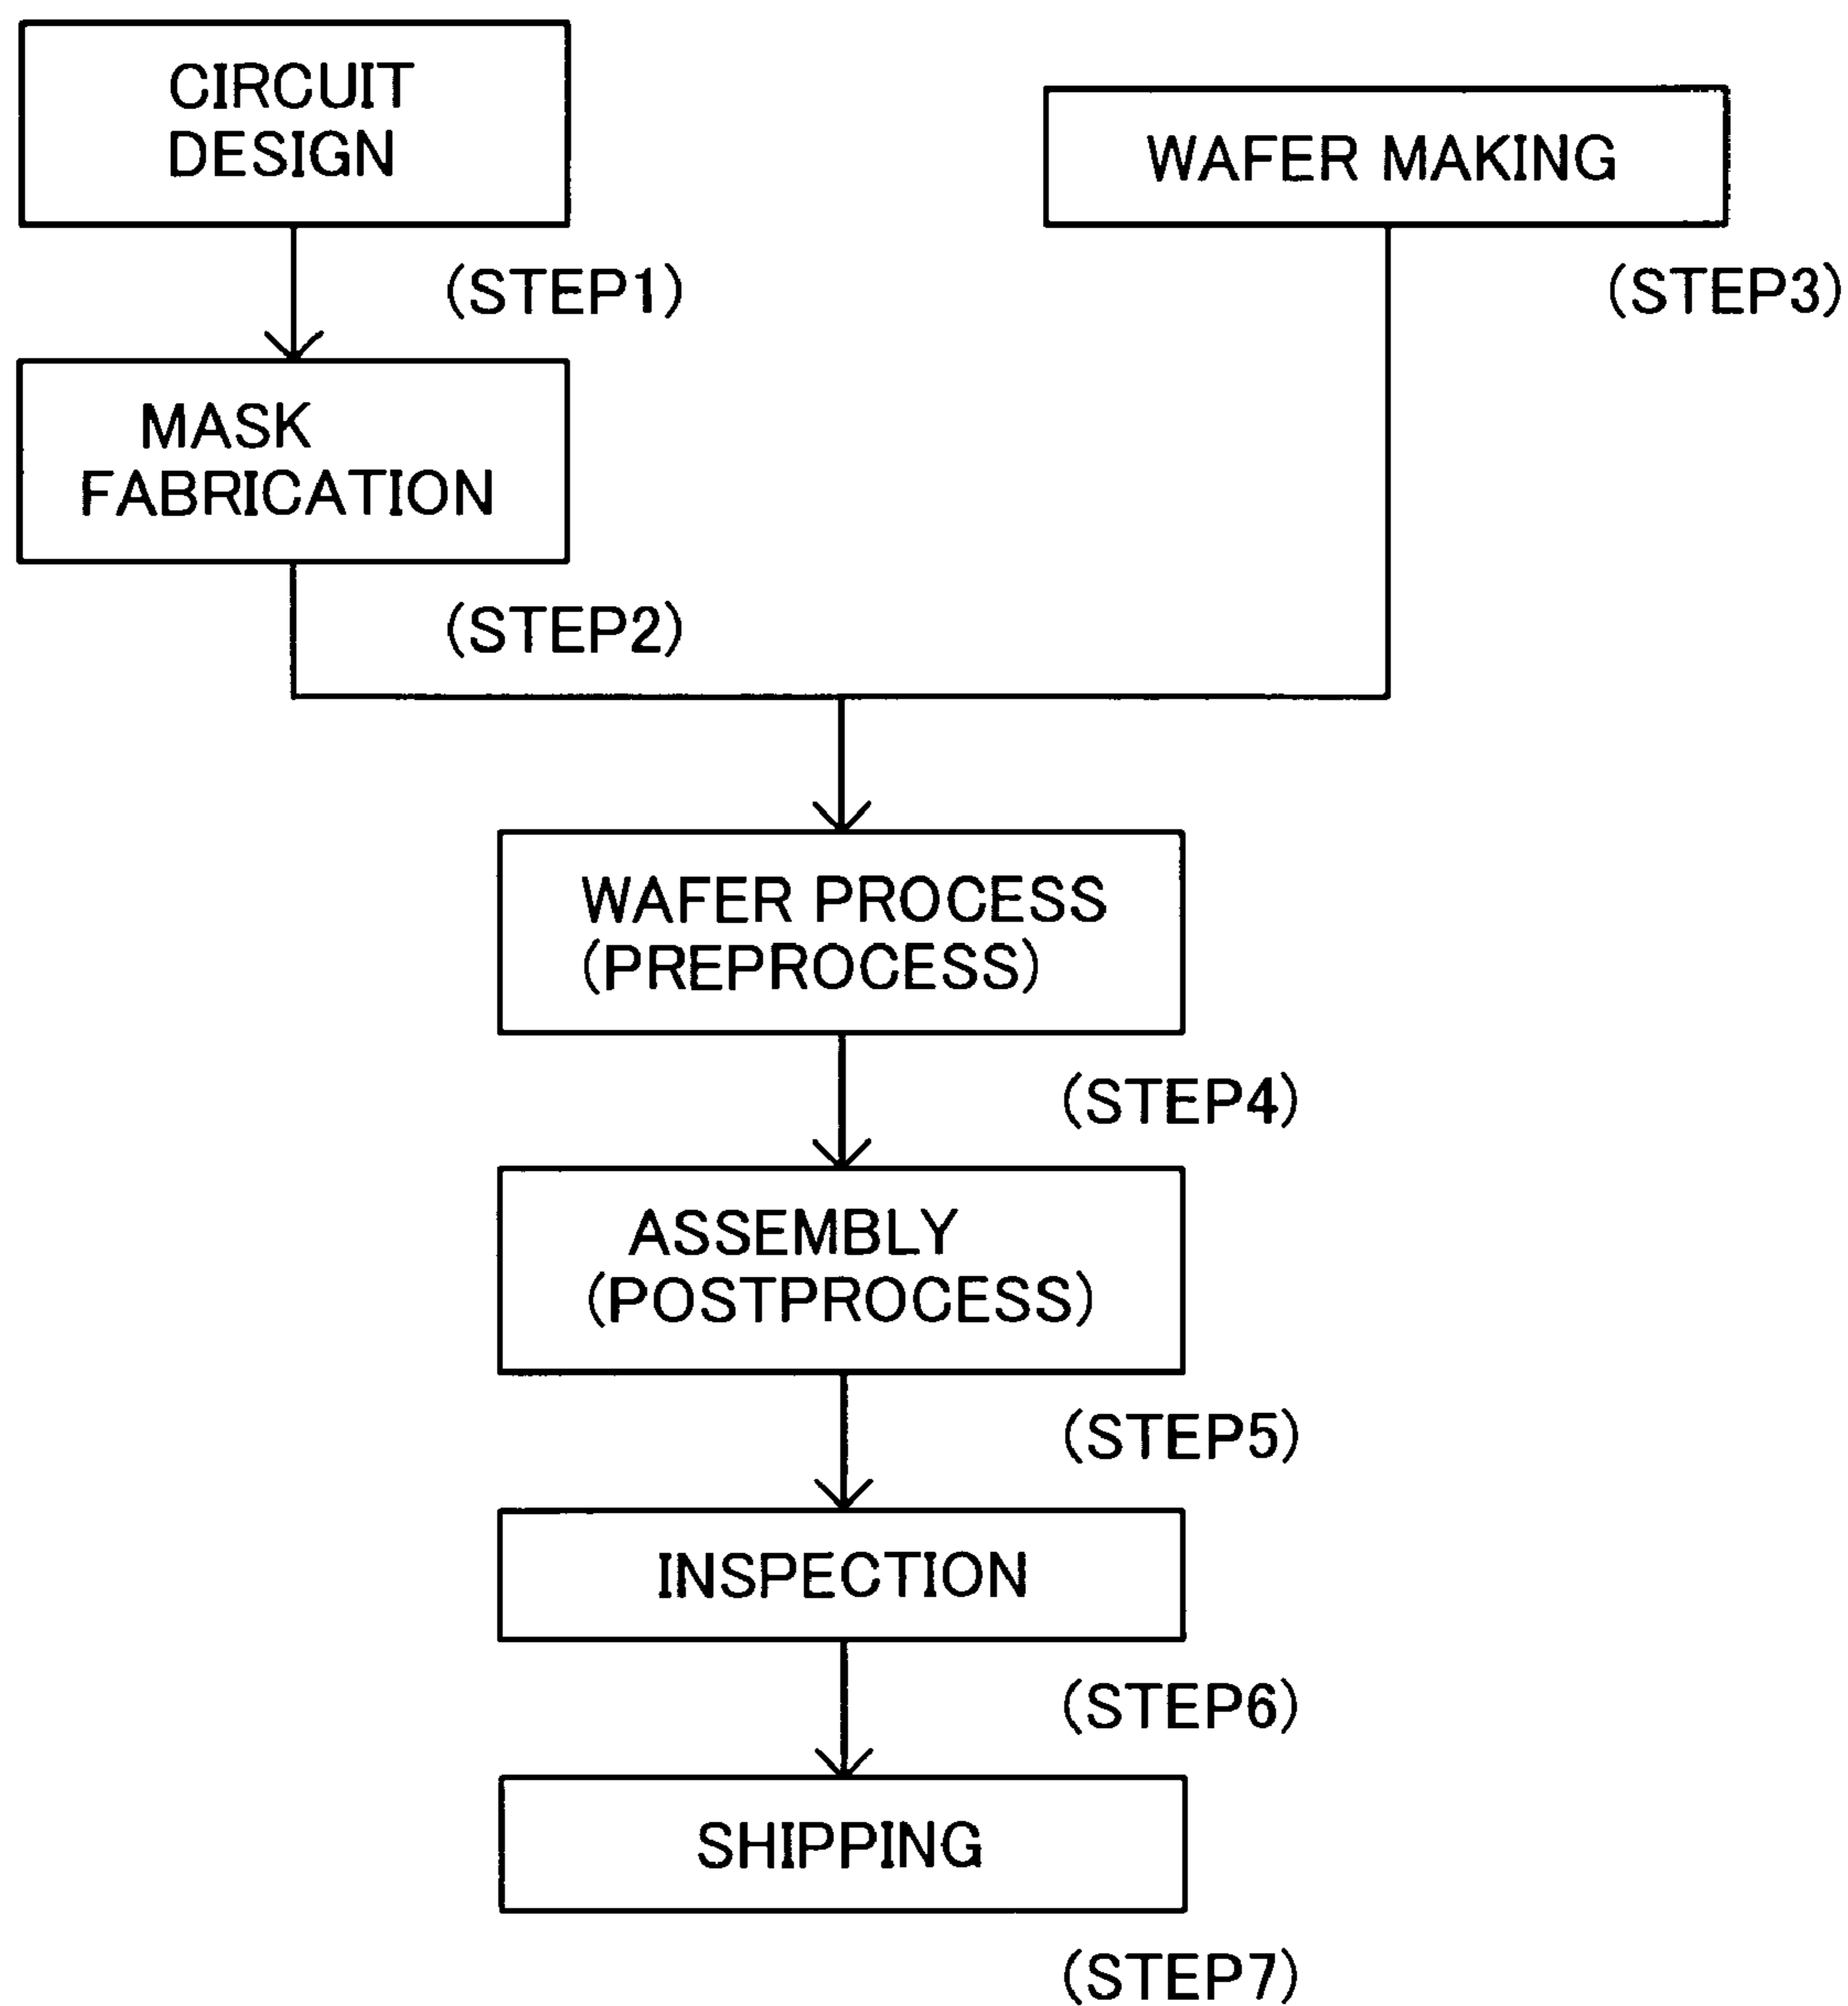 CIRCUIT
DESIGN
(STEP1)
MASK
FABRICATION
(STEP2)
WAFER MAKING
(STEP3)
WAFER PROCESS
(PREPROCESS)
(STEP4)
ASSEMBLY
(POSTPROCESS)
(STEP5)
INSPECTION
(STEP6)
SHIPPING
(STEP7)